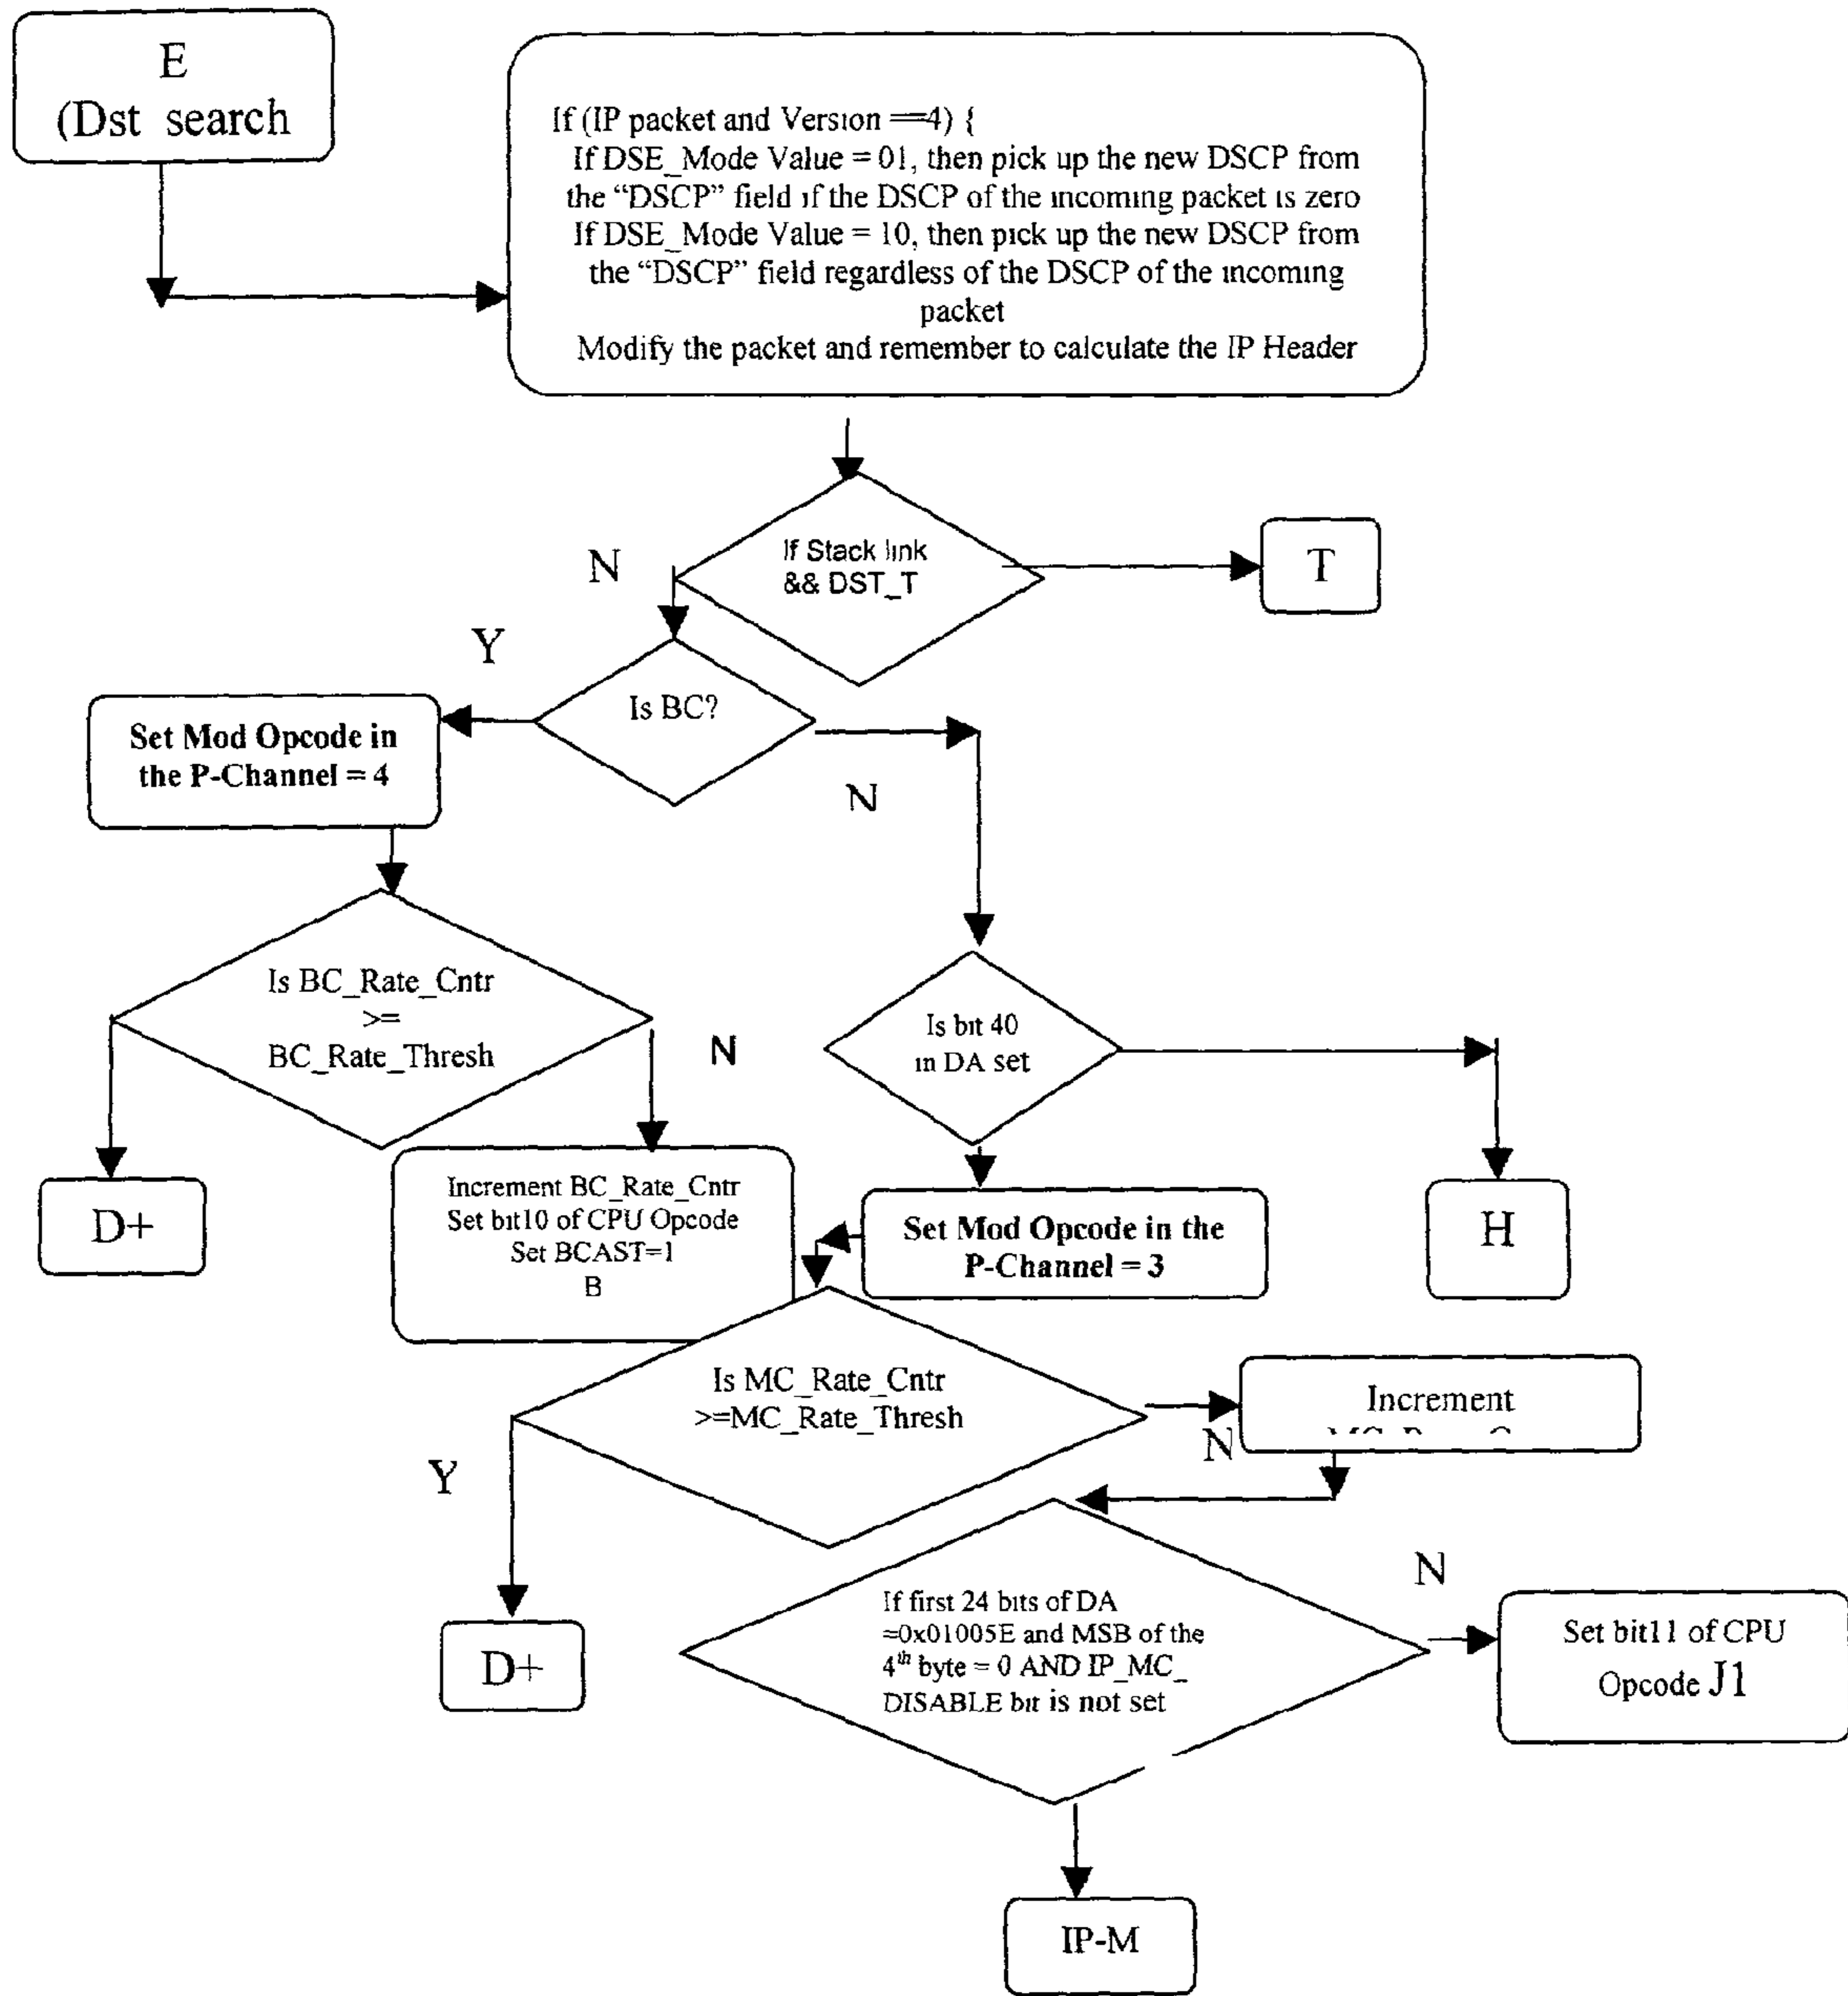 E
(Dst search
If (IP packet and Version ==4) {
If DSE_Mode Value = 01, then pick up the new DSCP from
the “DSCP” field if the DSCP of the incoming packet is zero
If DSE_Mode Value = 10, then pick up the new DSCP from
the “DSCP” field regardless of the DSCP of the incoming
packet
Modify the packet and remember to calculate the IP Header
If Stack link
&& DST_T
N
T
Y
Is BC?
Set Mod Opcode in
the P-Channel = 4
N
Is BC_Rate_Cntr
>=
BC_Rate_Thresh
N
Is bit 40
in DA set
D+
Increment BC_Rate_Cntr
Set bit10 of CPU Opcode
Set BCAST=1
B
Set Mod Opcode in the
P-Channel = 3
H
Is MC_Rate_Cntr
>=MC_Rate_Thresh
Increment
N
Y
If first 24 bits of DA
=0x01005E and MSB of the
4th byte = 0 AND IP_MC_
DISABLE bit is not set
N
Set bit11 of CPU
Opcode J1
D+
IP-M